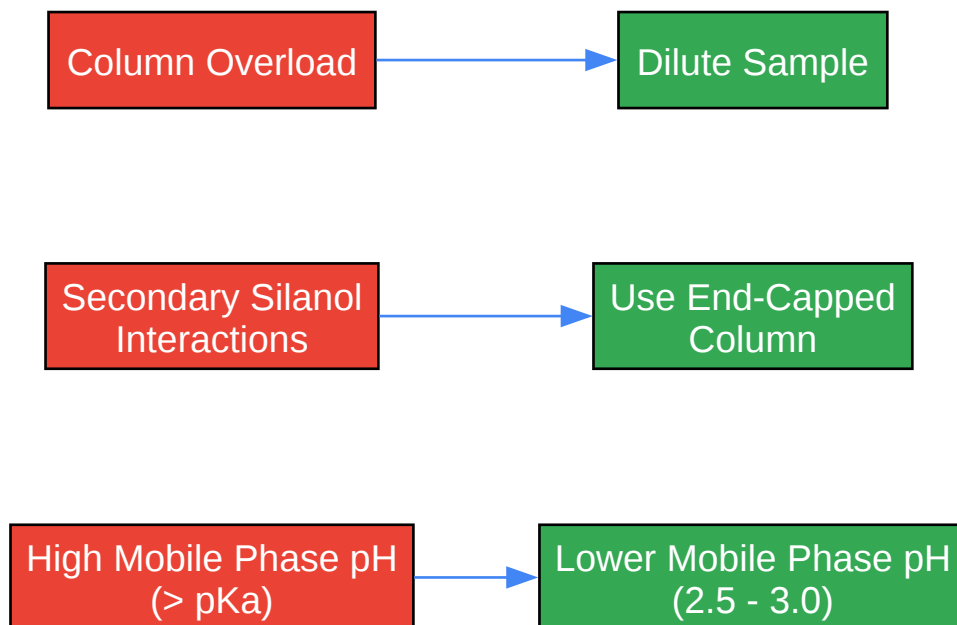 Column Overload
Dilute Sample
Secondary Silanol
Interactions
Use End-Capped
Column
High Mobile Phase pH
(> pKa)
Lower Mobile Phase pH
(2.5 - 3.0)